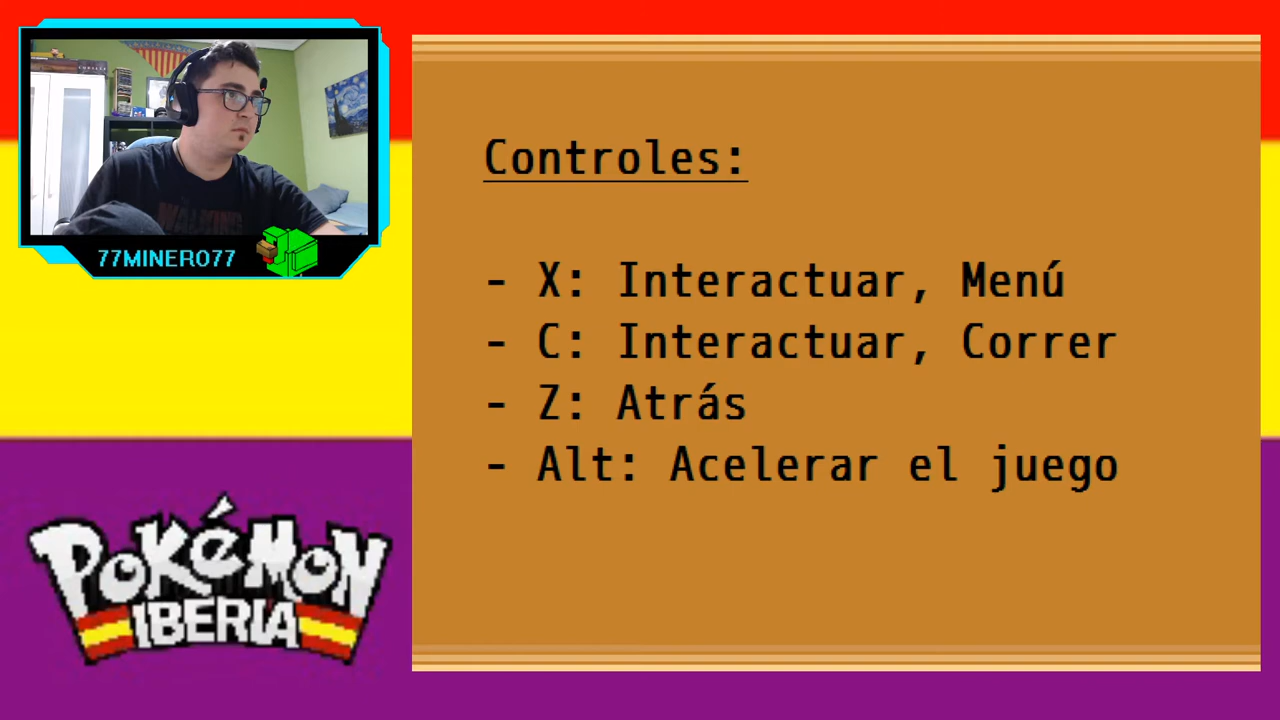 Controles:
- X: Interactuar, Menú
- C: Interactuar, Correr
- Z: Atrás
- Alt: Acelerar el juego
77MINERO77
POKéMON
IBERIA